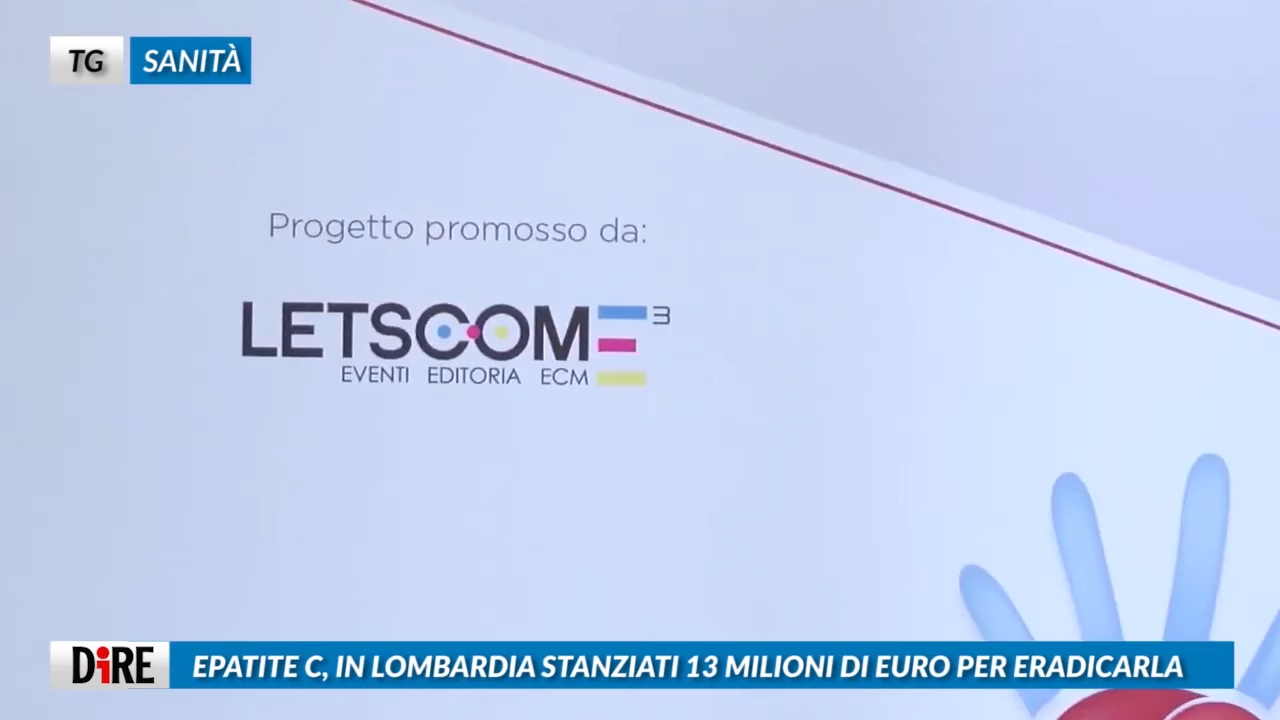 TG SANITÀ
Progetto promosso da:
LETSCOME3
EVENTI EDITORIA ECM
DiRE EPATITE C, IN LOMBARDIA STANZIATI 13 MILIONI DI EURO PER ERADICARLA